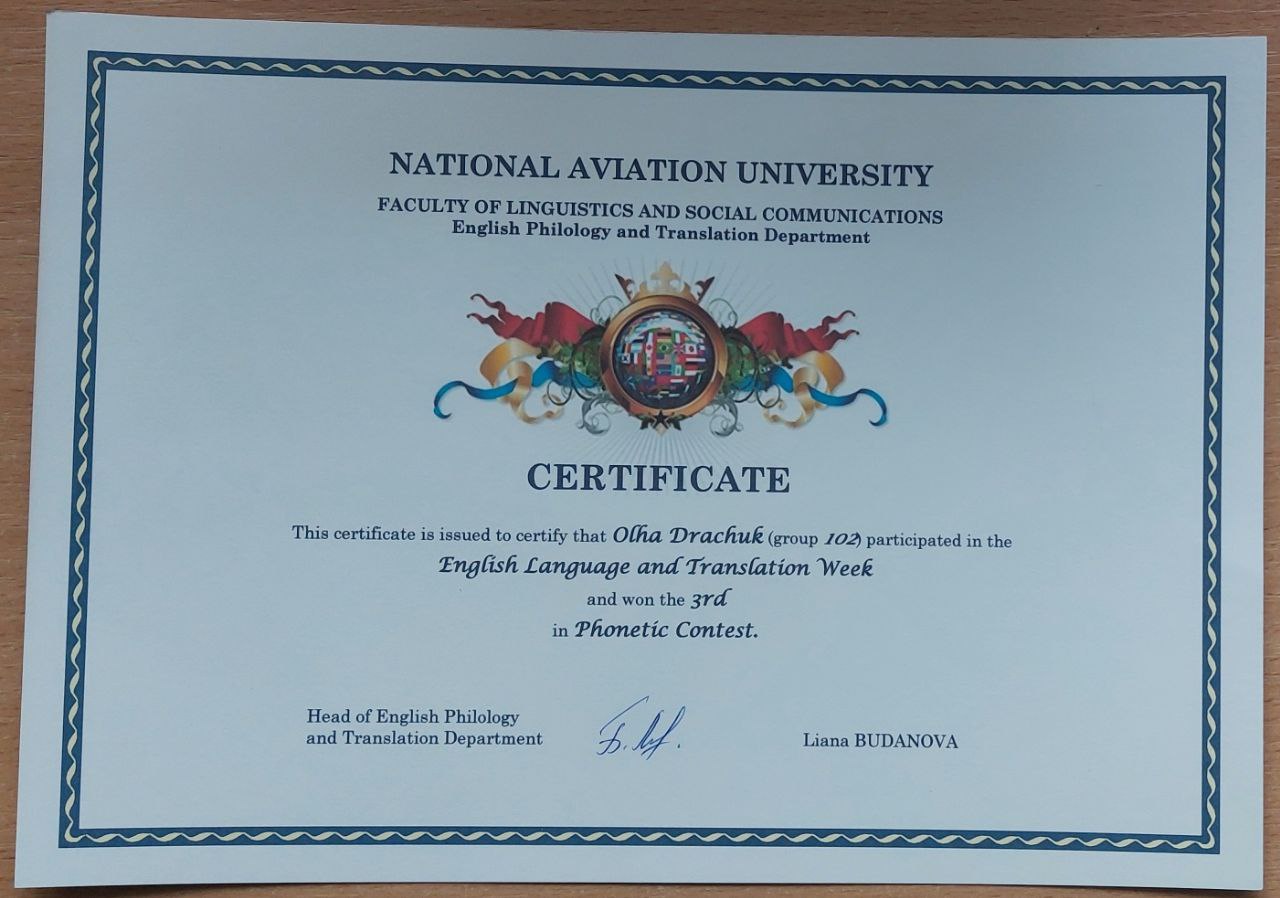 NATIONAL AVIATION UNIVERSITY
FACULTY OF LINGUISTICS AND SOCIAL COMMUNICATIONS
English Philology and Translation Department
CERTIFICATE
This certificate is issued to certify that Olha Drachuk (group 102) participated in the
English Language and Translation Week
and won the 3rd
in Phonetic Contest.
Head of English Philology
and Translation Department
Liana BUDANOVA